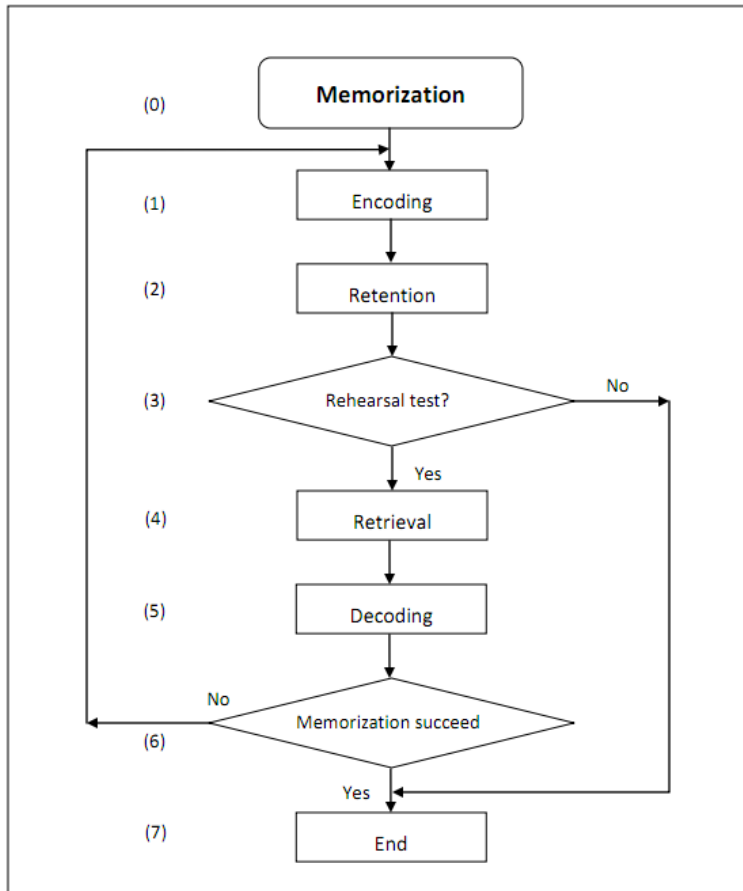 Memorization
(0)
(1)
Encoding
(2)
Retention
(3)
Rehearsal test?
No
Yes
(4)
Retrieval
(5)
Decoding
No
Memorization succeed
(6)
Yes
(7)
End